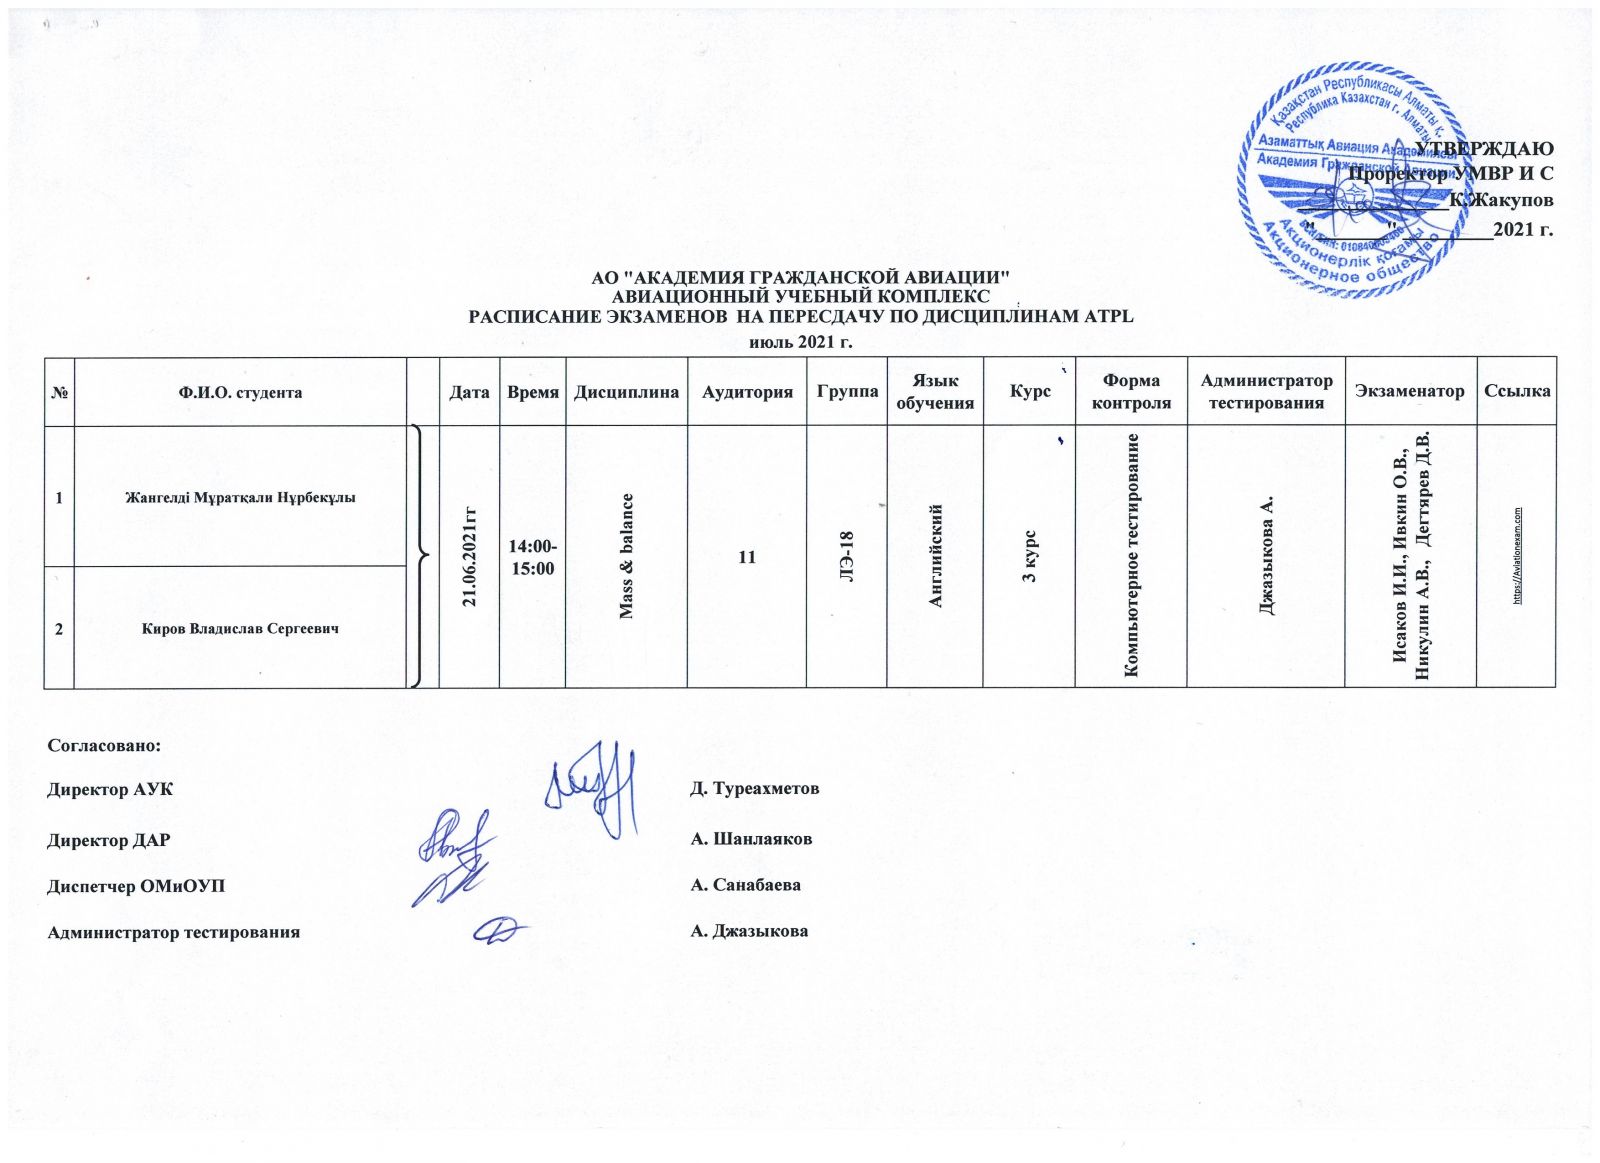 Қазақстан Республикасы Алматы қ.
Республика Казахстан г. Алматы
Азаматтық Авиация Академиясы
Академия Гражданской Авиации
Акционерлік қоғамы
Акционерное общество
УТВЕРЖДАЮ
Проректор УМВР И С
К.Жакупов
"____"__________2021 г.
АО "АКАДЕМИЯ ГРАЖДАНСКОЙ АВИАЦИИ"
АВИАЦИОННЫЙ УЧЕБНЫЙ КОМПЛЕКС
РАСПИСАНИЕ ЭКЗАМЕНОВ НА ПЕРЕСДАЧУ ПО ДИСЦИПЛИНАМ ATPL
июль 2021 г.
№ Ф.И.О. студента Дата Время Дисциплина Аудитория Группа Язык обучения Курс Форма контроля Администратор тестирования Экзаменатор Ссылка
1 Жангелді Мұратқали Нұрбекұлы
2 Киров Владислав Сергеевич
21.06.2021гг
14:00-
15:00
Mass & balance
11
ЛЭ-18
Английский
3 курс
Компьютерное тестирование
Джазыкова А.
Исаков И.И., Ивкин О.В.,
Никулин А.В., Дегтярев Д.В.
https://Aviationexam.com
Согласовано:
Директор АУК Д. Туреахметов
Директор ДАР А. Шанлаяков
Диспетчер ОМиОУП А. Санабаева
Администратор тестирования А. Джазыкова